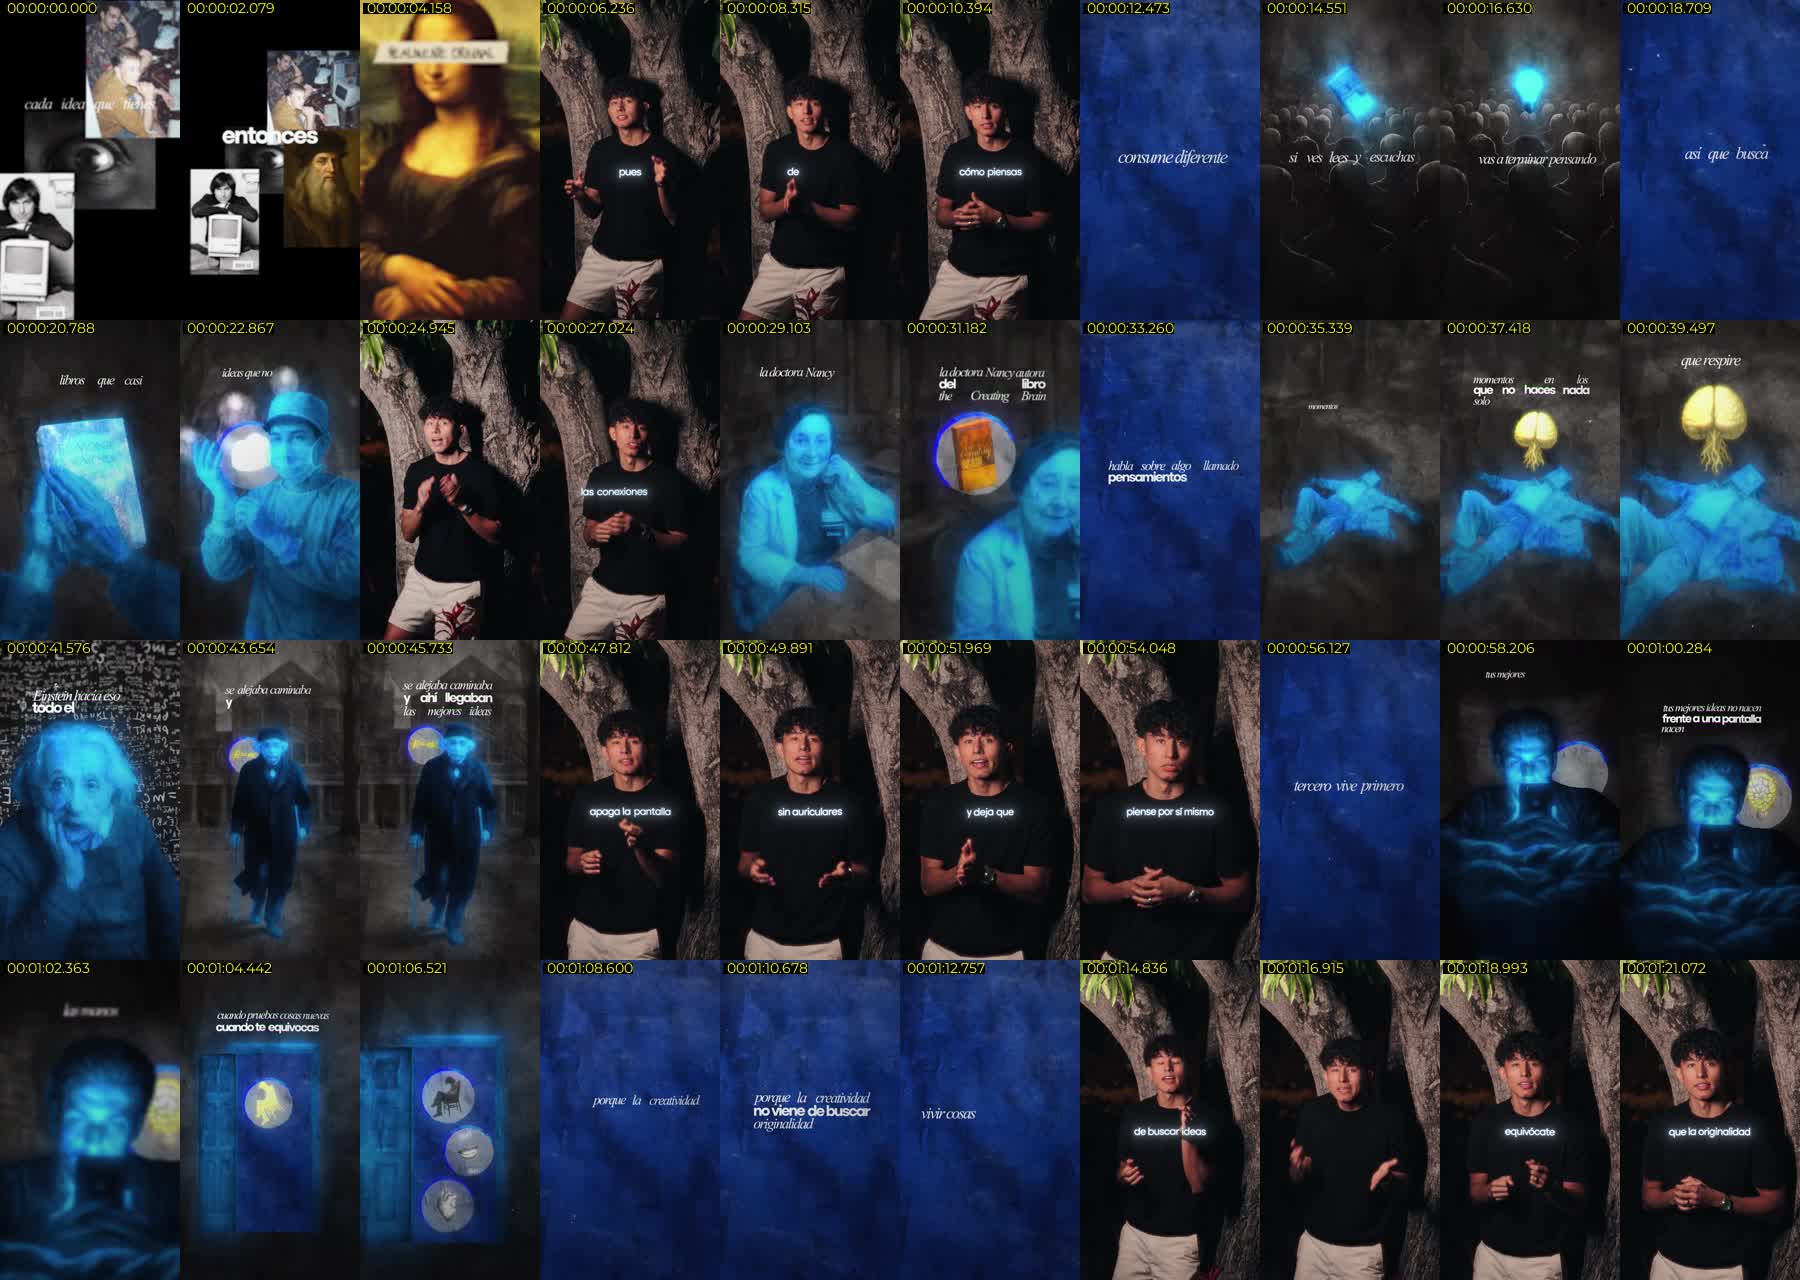 00:00:00.000
cada idea que tienes
00:00:02.079
entonces
00:00:04.158
REALMENTE ORIGINAL
00:00:06.236
pues
00:00:08.315
de
00:00:10.394
cómo piensas
00:00:12.473
consume diferente
00:00:14.551
si ves lees y escuchas
00:00:16.630
vas a terminar pensando
00:00:18.709
así que busca
00:00:20.788
libros que casi
00:00:22.867
ideas que no
00:00:24.945
00:00:27.024
las conexiones
00:00:29.103
la doctora Nancy
00:00:31.182
la doctora Nancy autora
del libro
the Creating Brain
00:00:33.260
habla sobre algo llamado
pensamientos
00:00:35.339
momentos
00:00:37.418
momentos en los
que no haces nada
solo
00:00:39.497
que respire
00:00:41.576
Einstein hacía eso
todo el
00:00:43.654
se alejaba caminaba
y
00:00:45.733
se alejaba caminaba
y ahí llegaban
las mejores ideas
00:00:47.812
apaga la pantalla
00:00:49.891
sin auriculares
00:00:51.969
y deja que
00:00:54.048
piense por sí mismo
00:00:56.127
tercero vive primero
00:00:58.206
tus mejores
00:01:00.284
tus mejores ideas no nacen
frente a una pantalla
nacen
00:01:02.363
las manos
00:01:04.442
cuando pruebas cosas nuevas
cuando te equivocas
00:01:06.521
00:01:08.600
porque la creatividad
00:01:10.678
porque la creatividad
no viene de buscar
originalidad
00:01:12.757
vivir cosas
00:01:14.836
de buscar ideas
00:01:16.915
00:01:18.993
equivócate
00:01:21.072
que la originalidad